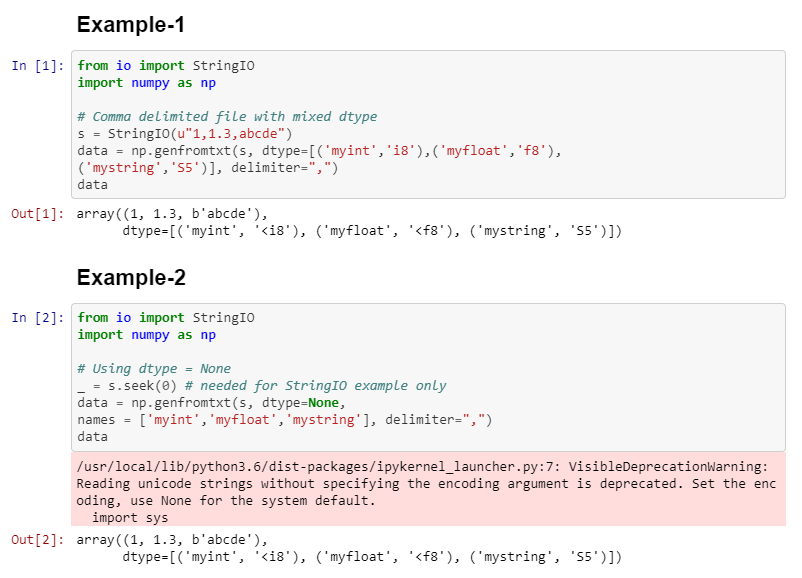 Example-1
In [1]: from io import StringIO
import numpy as np
# Comma delimited file with mixed dtype
s = StringIO(u"1,1.3,abcde")
data = np.genfromtxt(s, dtype=[('myint','i8'),('myfloat','f8'),
('mystring','S5')], delimiter=",")
data
Out[1]: array((1, 1.3, b'abcde'),
      dtype=[('myint', '<i8'), ('myfloat', '<f8'), ('mystring', 'S5')])
Example-2
In [2]: from io import StringIO
import numpy as np
# Using dtype = None
_ = s.seek(0) # needed for StringIO example only
data = np.genfromtxt(s, dtype=None,
names = ['myint','myfloat','mystring'], delimiter=",")
data
/usr/local/lib/python3.6/dist-packages/ipykernel_launcher.py:7: VisibleDeprecationWarning:
Reading unicode strings without specifying the encoding argument is deprecated. Set the enc
oding, use None for the system default.
  import sys
Out[2]: array((1, 1.3, b'abcde'),
      dtype=[('myint', '<i8'), ('myfloat', '<f8'), ('mystring', 'S5')])